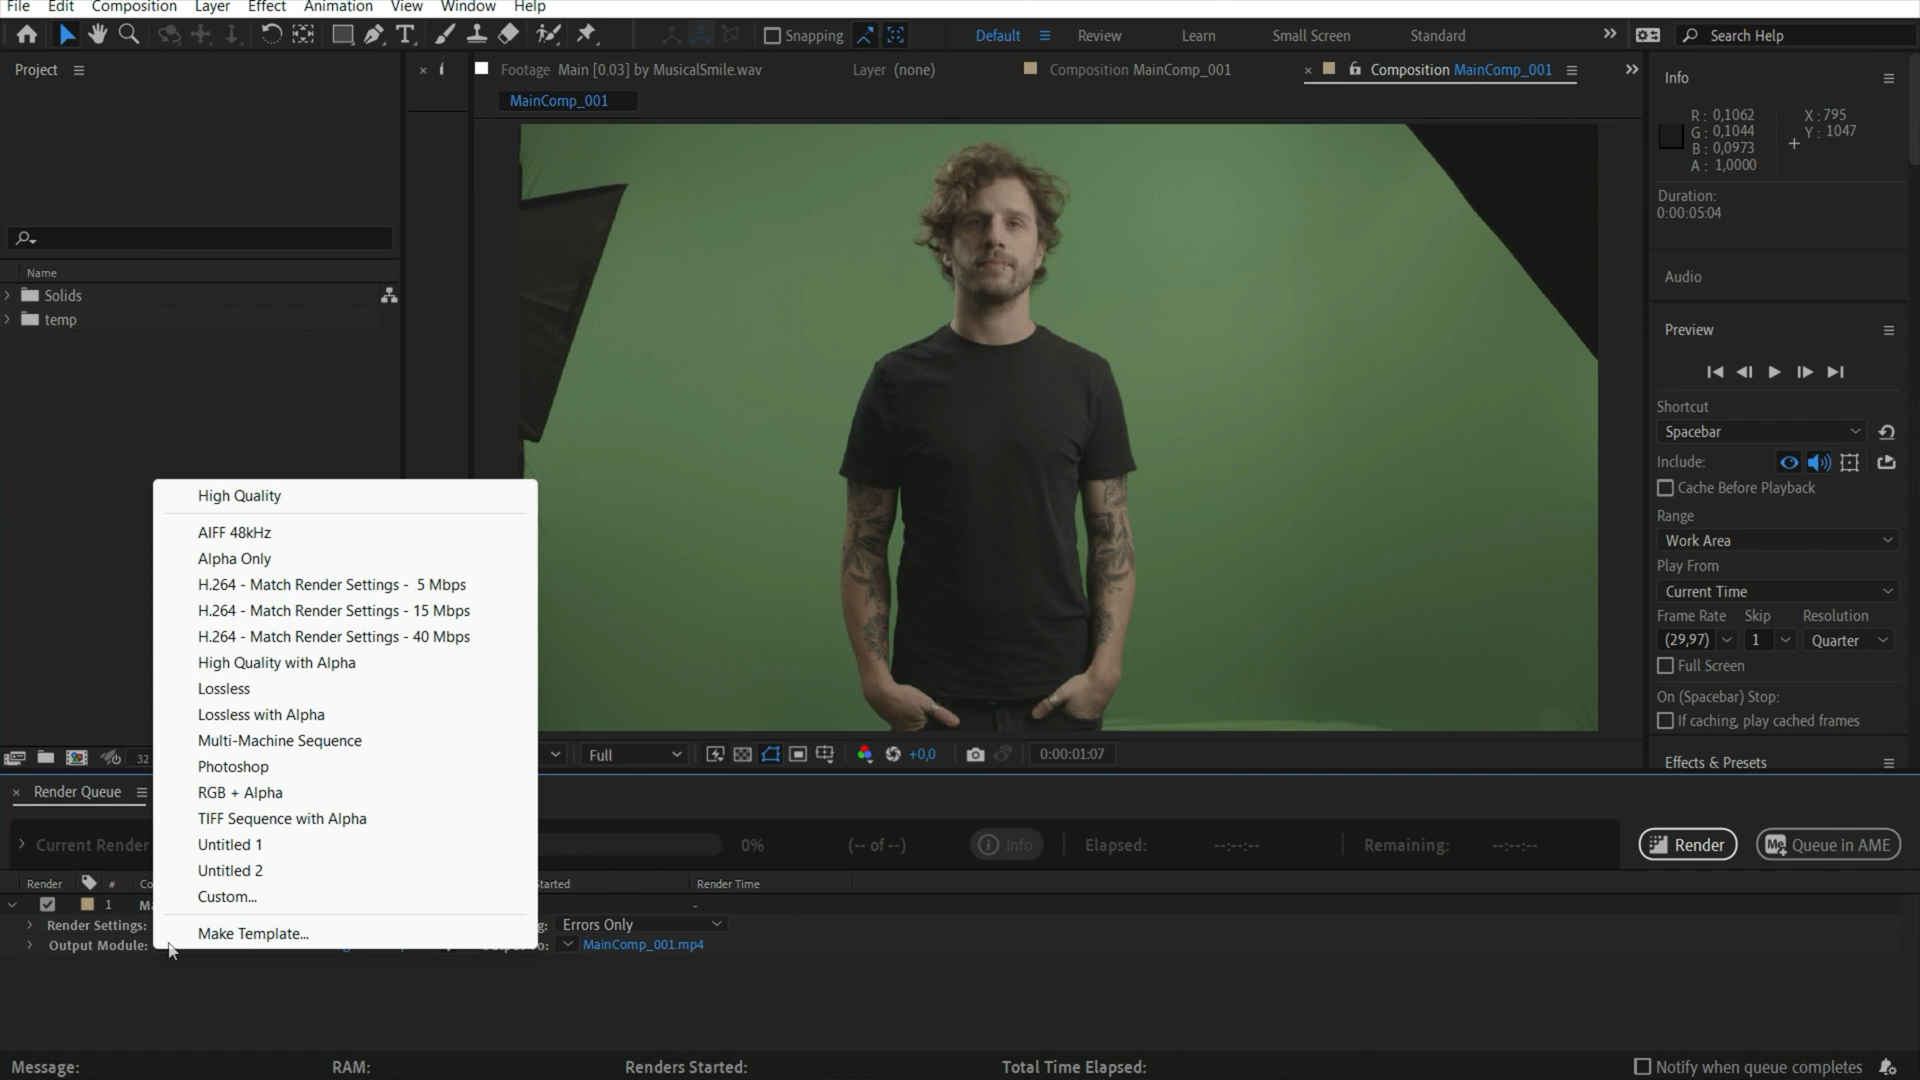 File Edit Composition Layer Effect Animation View Window Help
Snapping
Default Review Learn Small Screen Standard
Search Help
Project
Footage Main [0.03] by MusicalSmile.wav
Layer (none)
Composition MainComp_001
Composition MainComp_001
MainComp_001
Info
R: 0,1062
G: 0,1044
B: 0,0973
A: 1,0000
X :795
Y : 1047
Duration:
0:00:05:04
Name
Solids
temp
Audio
Preview
Shortcut
Spacebar
Include:
Cache Before Playback
Range
Work Area
Play From
Current Time
Frame Rate Skip Resolution
(29,97) 1 Quarter
Full Screen
On (Spacebar) Stop:
If caching, play cached frames
Effects & Presets
High Quality
AIFF 48kHz
Alpha Only
H.264 - Match Render Settings - 5 Mbps
H.264 - Match Render Settings - 15 Mbps
H.264 - Match Render Settings - 40 Mbps
High Quality with Alpha
Lossless
Lossless with Alpha
Multi-Machine Sequence
Photoshop
RGB + Alpha
TIFF Sequence with Alpha
Untitled 1
Untitled 2
Custom...
Make Template...
32
Full
+0,0
0:00:01:07
Render Queue
Current Render
0%
(-- of --)
Info
Elapsed: --:--:--
Remaining: --:--:--
Render
Queue in AME
Render # Co
Started
Render Time
1
-
Render Settings:
Errors Only
Output Module:
MainComp_001.mp4
Message:
RAM:
Renders Started:
Total Time Elapsed:
Notify when queue completes